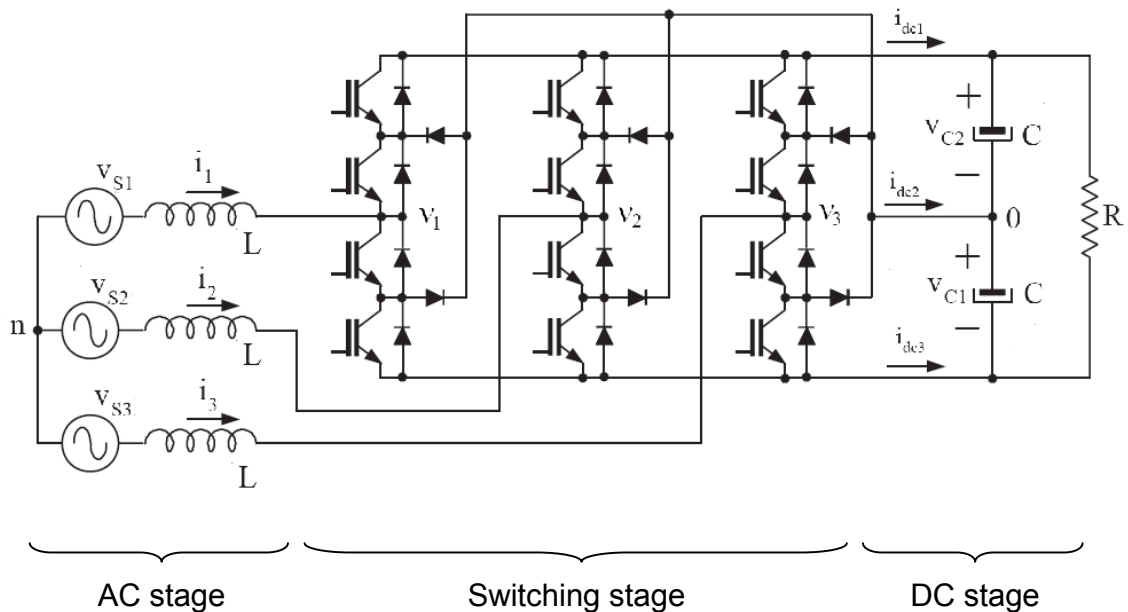 i_dc1
+
v_C2 C
−
i_1
v_S1
L
v_1 v_2 v_3
i_dc2
0
R
i_2
v_S2
n
L
+
v_C1 C
−
i_dc3
i_3
v_S3
L
AC stage Switching stage DC stage